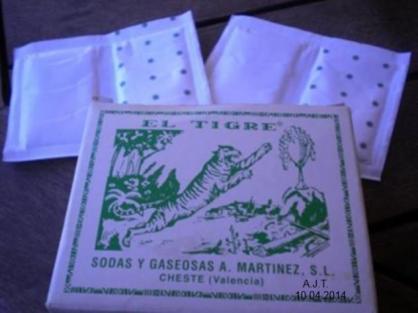 EL TIGRE®
SODAS Y GASEOSAS A. MARTINEZ, S.L.
CHESTE (Valencia)
A.J.T.
10 04 2014